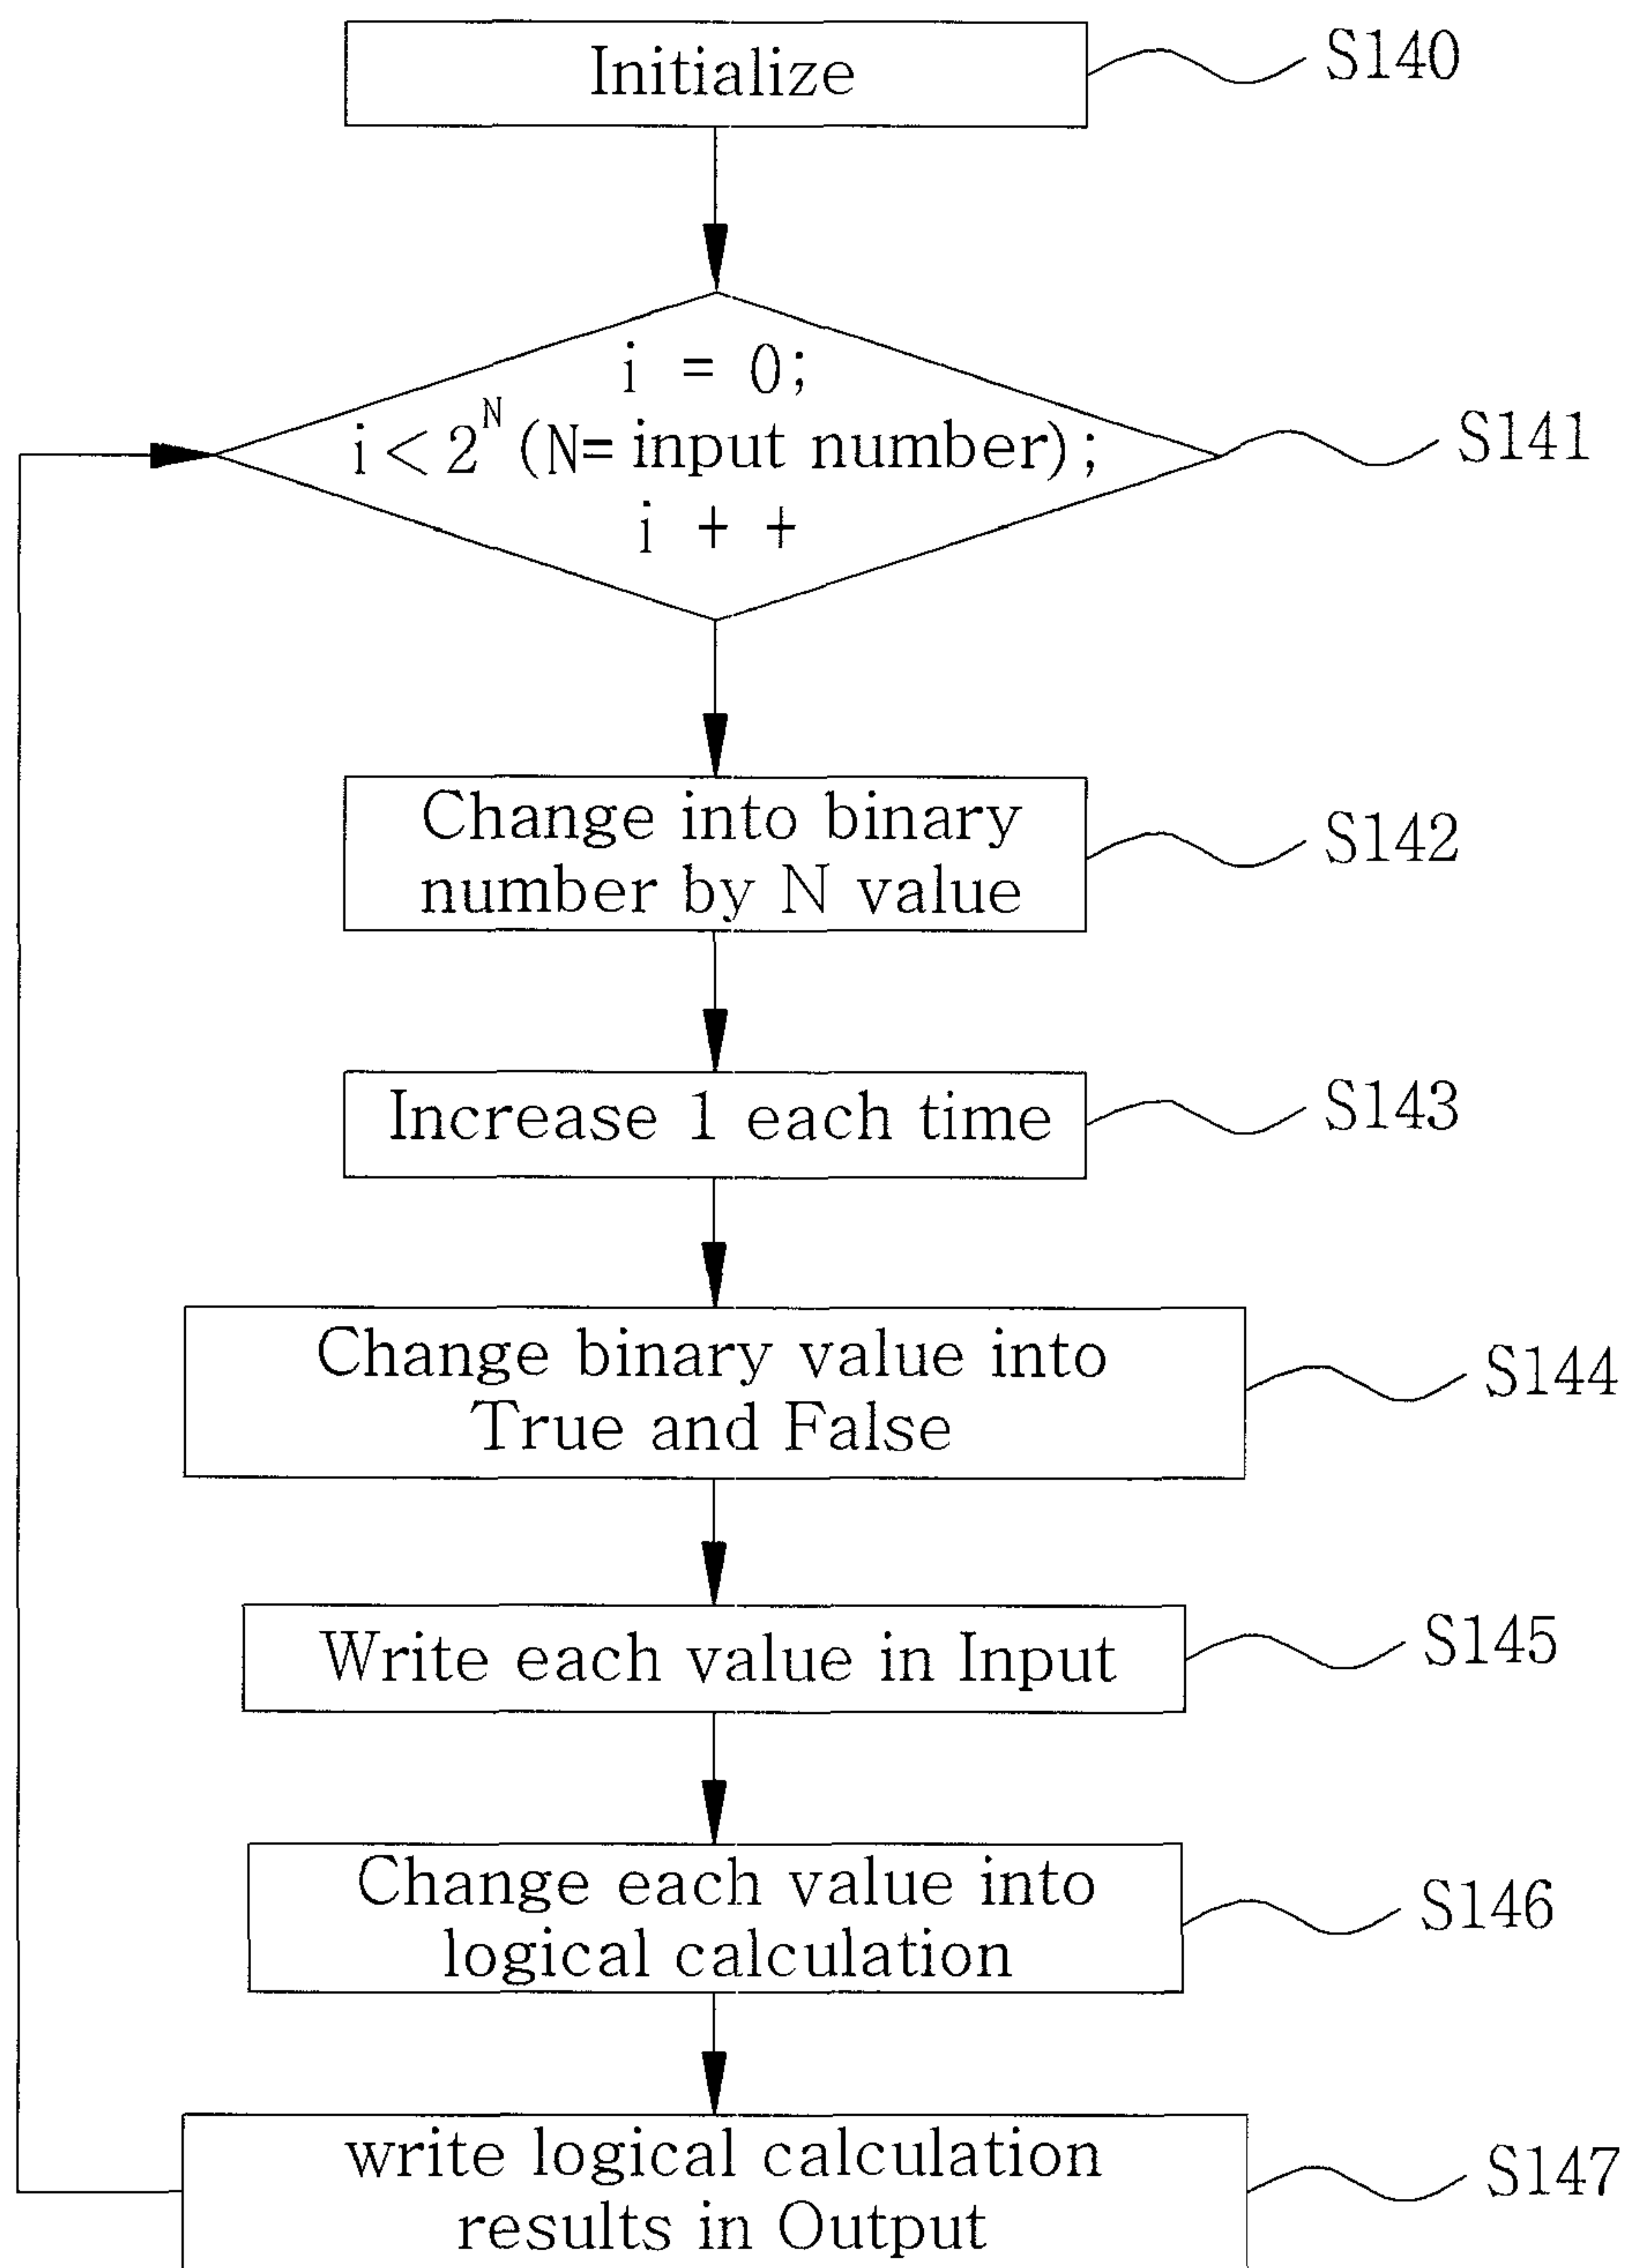 Initialize
S140
i = 0;
i < 2^N (N= input number);
i + +
S141
Change into binary
number by N value
S142
Increase 1 each time
S143
Change binary value into
True and False
S144
Write each value in Input
S145
Change each value into
logical calculation
S146
write logical calculation
results in Output
S147